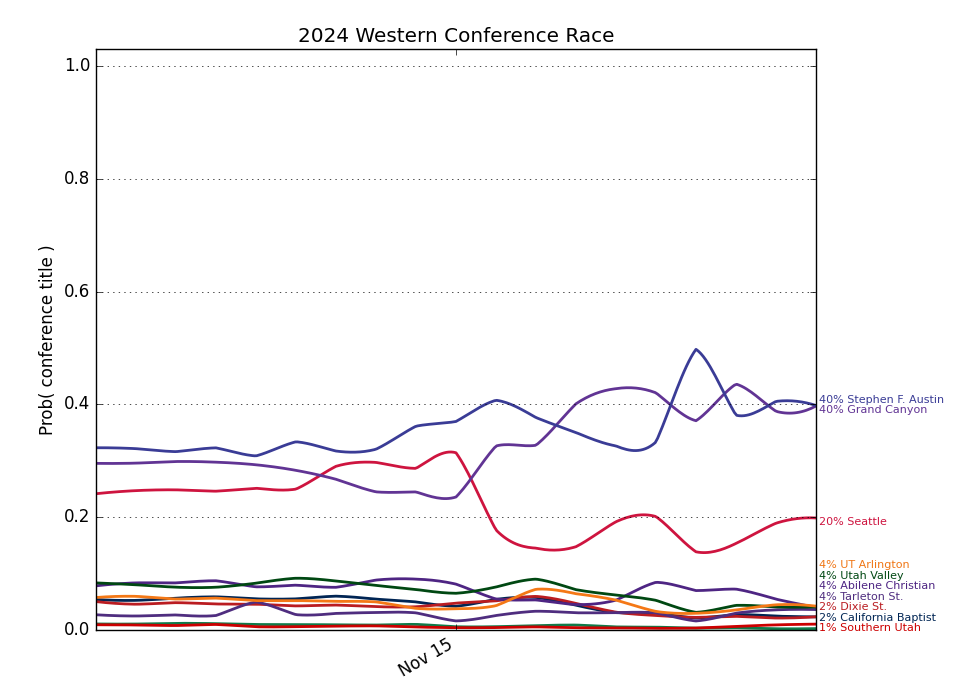 2024 Western Conference Race
Prob( conference title )
1.0
0.8
0.6
0.4
0.2
0.0
Nov 15
40% Stephen F. Austin
40% Grand Canyon
20% Seattle
4% UT Arlington
4% Utah Valley
4% Abilene Christian
4% Tarleton St.
2% Dixie St.
2% California Baptist
1% Southern Utah